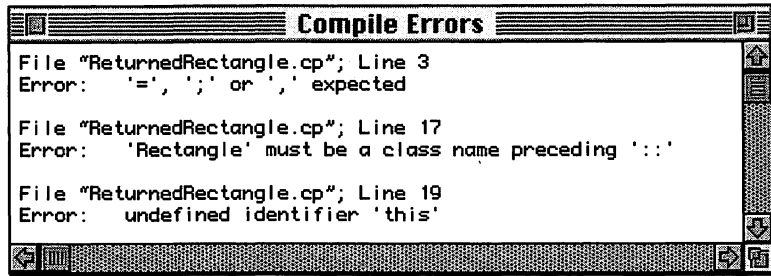 Compile Errors
File "ReturnedRectangle.cp"; Line 3
Error: '=', ';' or ',' expected
File "ReturnedRectangle.cp"; Line 17
Error: 'Rectangle' must be a class name preceding '::'
File "ReturnedRectangle.cp"; Line 19
Error: undefined identifier 'this'